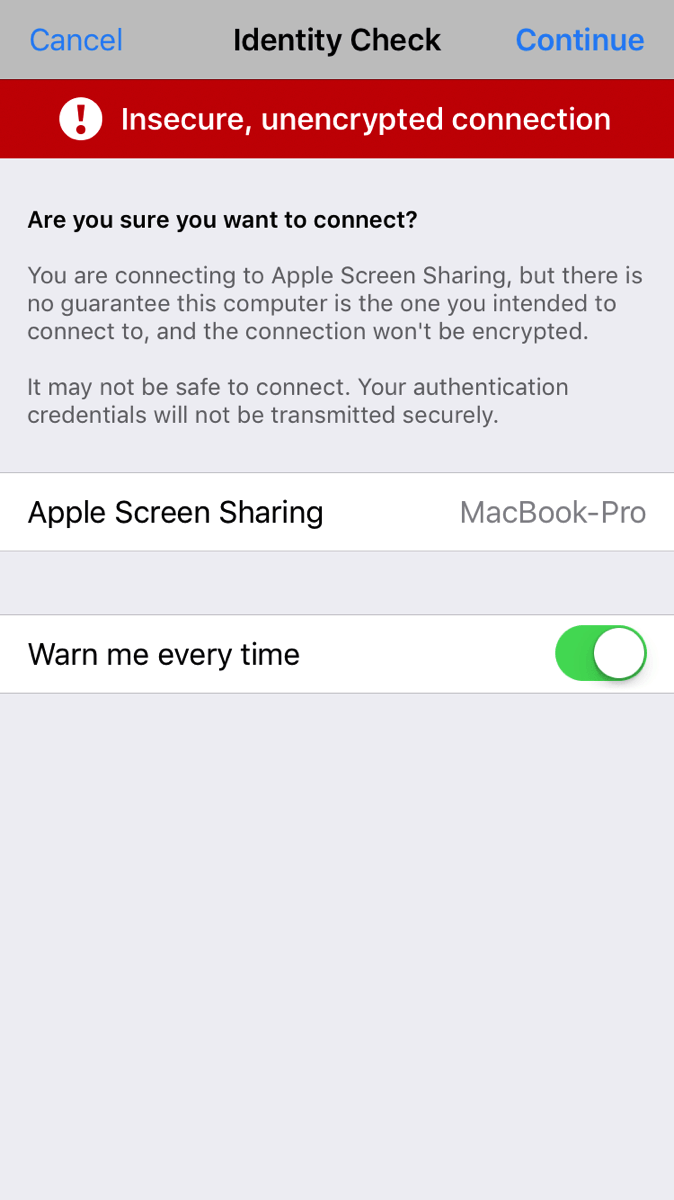 Cancel Identity Check Continue
Insecure, unencrypted connection
Are you sure you want to connect?
You are connecting to Apple Screen Sharing, but there is
no guarantee this computer is the one you intended to
connect to, and the connection won't be encrypted.
It may not be safe to connect. Your authentication
credentials will not be transmitted securely.
Apple Screen Sharing MacBook-Pro
Warn me every time